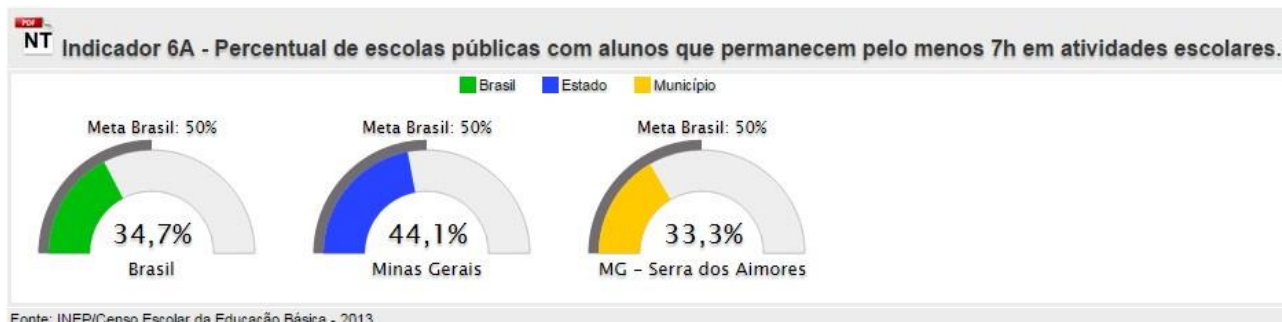 PDF
NT
Indicador 6A - Percentual de escolas públicas com alunos que permanecem pelo menos 7h em atividades escolares.
Brasil Estado Município
Meta Brasil: 50% Meta Brasil: 50% Meta Brasil: 50%
34,7% 44,1% 33,3%
Brasil Minas Gerais MG - Serra dos Aimores
Fonte: INEP/Censo Escolar da Educação Básica - 2013